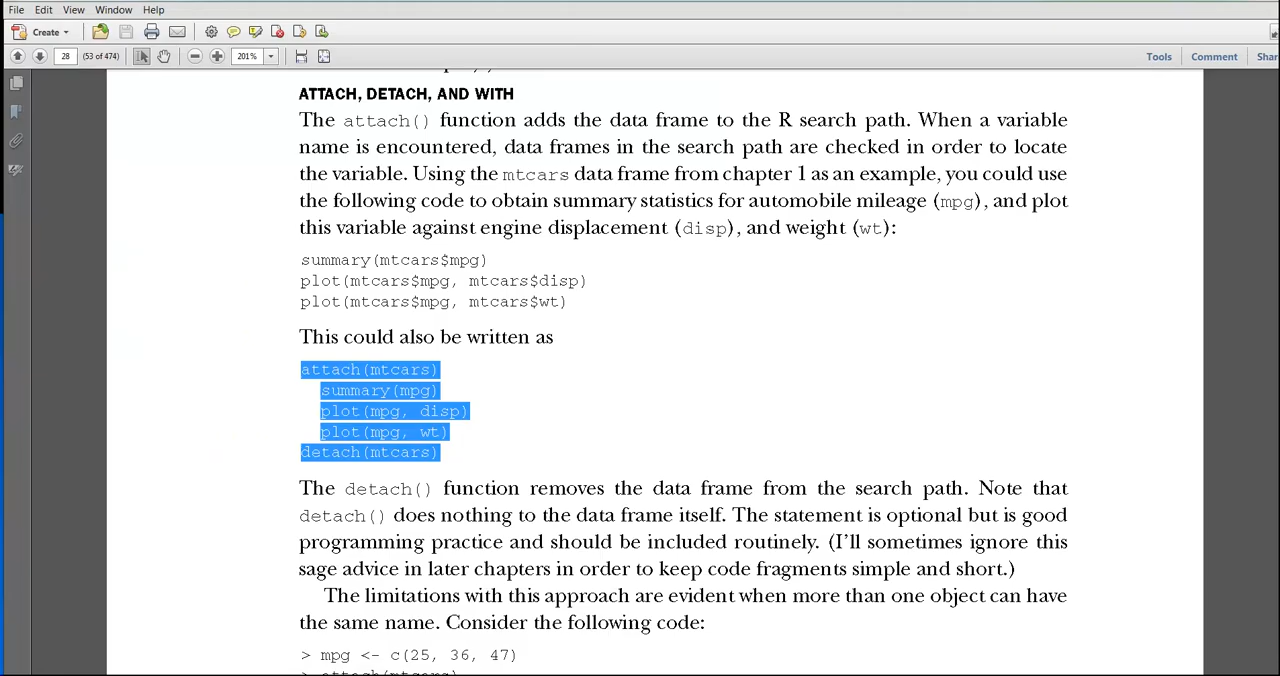 File Edit View Window Help
Create
28 (53 of 474) 201% Tools Comment Shar
ATTACH, DETACH, AND WITH
The attach() function adds the data frame to the R search path. When a variable
name is encountered, data frames in the search path are checked in order to locate
the variable. Using the mtcars data frame from chapter 1 as an example, you could use
the following code to obtain summary statistics for automobile mileage (mpg), and plot
this variable against engine displacement (disp), and weight (wt):
summary(mtcars$mpg)
plot(mtcars$mpg, mtcars$disp)
plot(mtcars$mpg, mtcars$wt)
This could also be written as
attach(mtcars)
summary(mpg)
plot(mpg, disp)
plot(mpg, wt)
detach(mtcars)
The detach() function removes the data frame from the search path. Note that
detach() does nothing to the data frame itself. The statement is optional but is good
programming practice and should be included routinely. (I'll sometimes ignore this
sage advice in later chapters in order to keep code fragments simple and short.)
The limitations with this approach are evident when more than one object can have
the same name. Consider the following code:
> mpg <- c(25, 36, 47)
> attach(mtcars)